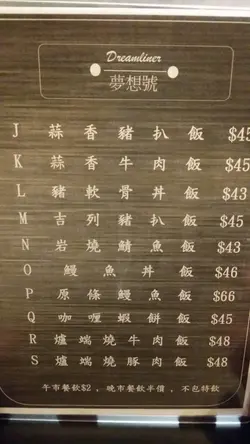 Dreamliner
夢想號
J 蒜香豬扒飯 $45
K 蒜香牛肉飯 $45
L 豬軟骨丼飯 $43
M 吉列豬扒飯 $45
N 岩燒鯖魚飯 $43
O 鰻魚丼飯 $46
P 原條鰻魚飯 $66
Q 咖喱蝦餅飯 $45
R 爐端燒牛肉飯 $48
S 爐端燒豚肉飯 $48
午市餐飲$2，晚市餐飲半價，不包特飲